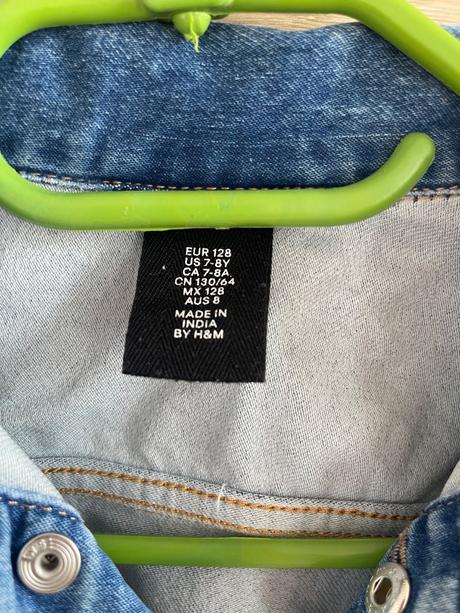 EUR 128
US 7-8Y
CA 7-8A
CN 130/64
MX 128
AUS 8
MADE IN
INDIA
BY H&M